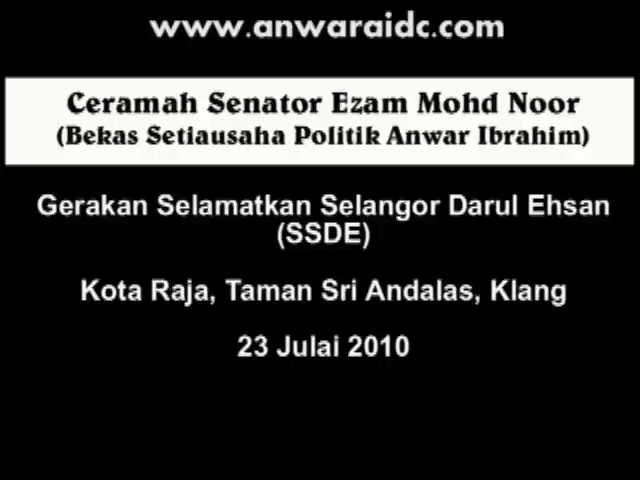 www.anwaraidc.com
Ceramah Senator Ezam Mohd Noor
(Bekas Setiausaha Politik Anwar Ibrahim)
Gerakan Selamatkan Selangor Darul Ehsan
(SSDE)
Kota Raja, Taman Sri Andalas, Klang
23 Julai 2010